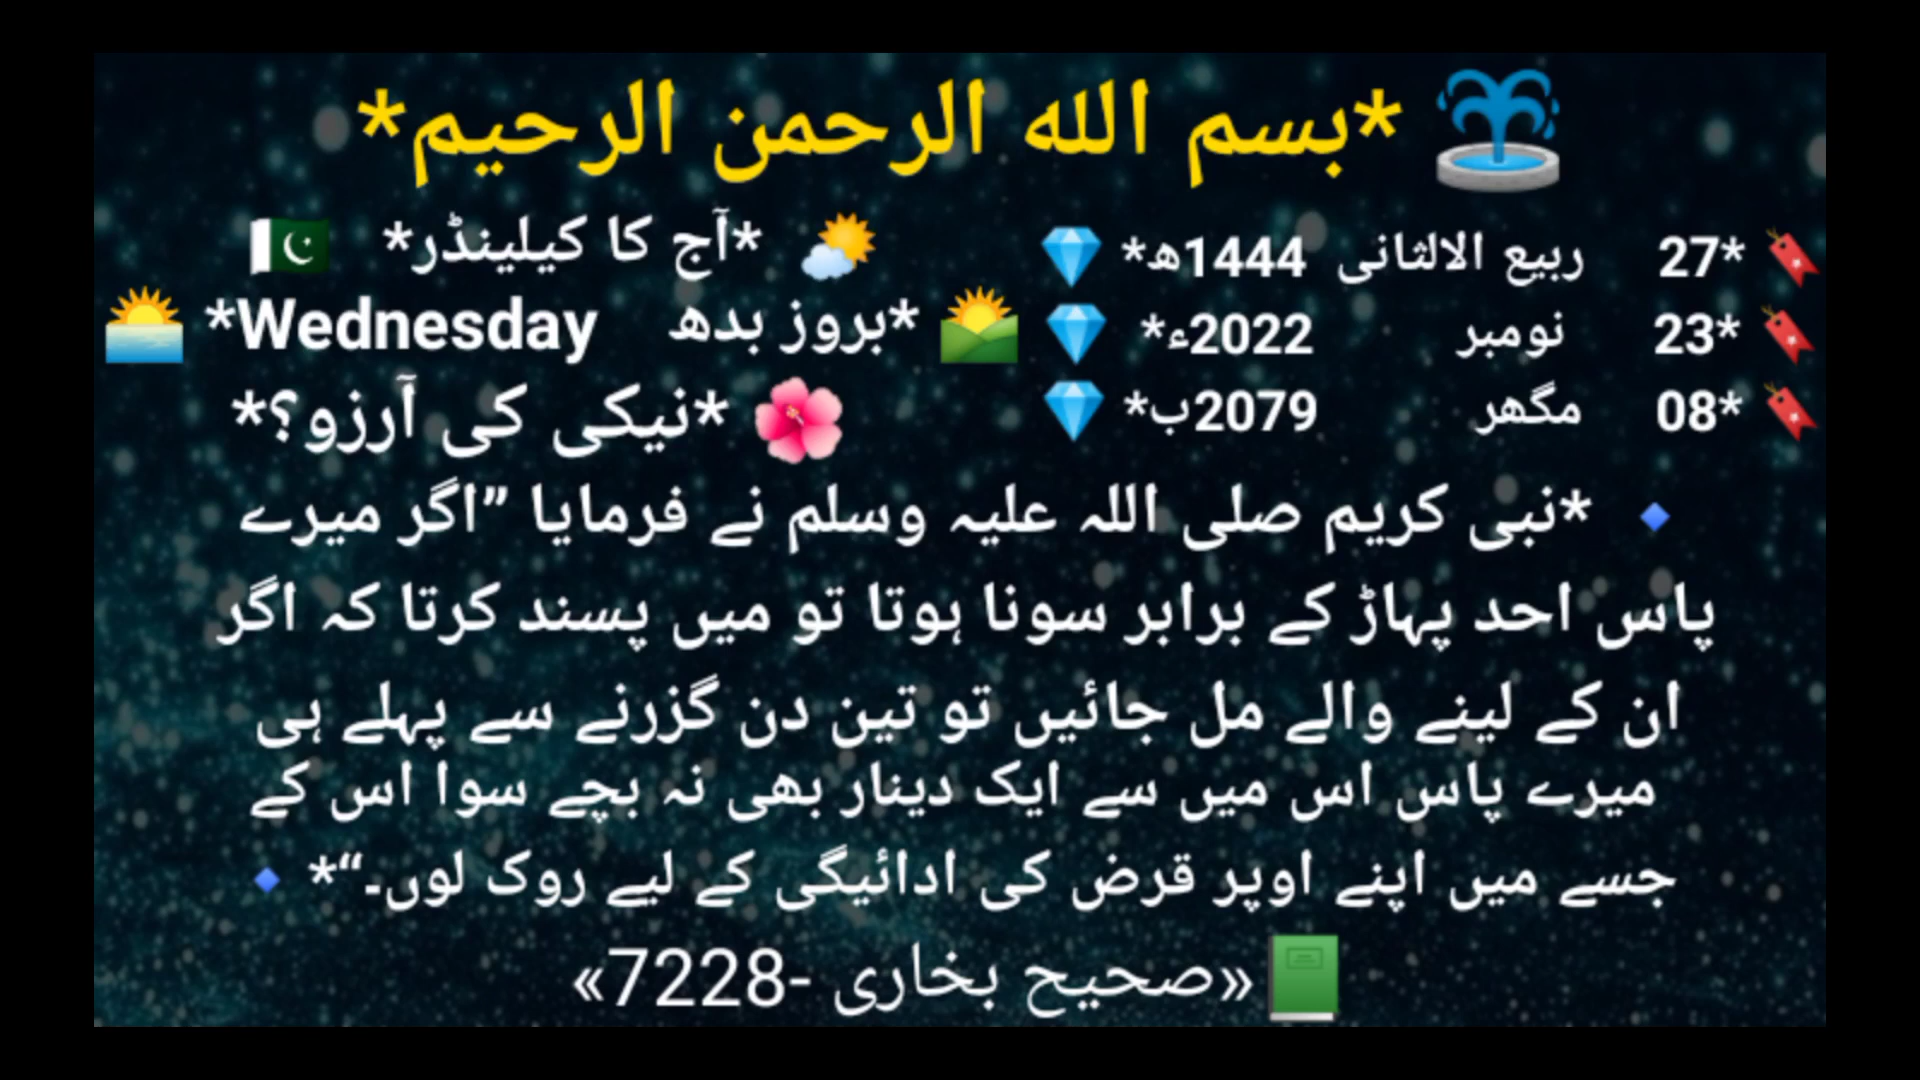 *بسم الله الرحمن الرحیم*
*27 ربیع الالثانی 1444ھ* *آج کا کیلینڈر*
*23 نومبر 2022ء* *بروز بدھ Wednesday*
*08 مگھر 2079ب* *نیکی کی آرزو؟*
*نبی کریم صلی اللہ علیہ وسلم نے فرمایا ”اگر میرے
پاس احد پہاڑ کے برابر سونا ہوتا تو میں پسند کرتا کہ اگر
ان کے لینے والے مل جائیں تو تین دن گزرنے سے پہلے ہی
میرے پاس اس میں سے ایک دینار بھی نہ بچے سوا اس کے
جسے میں اپنے اوپر قرض کی ادائیگی کے لیے روک لوں۔“*
«صحیح بخاری -7228»